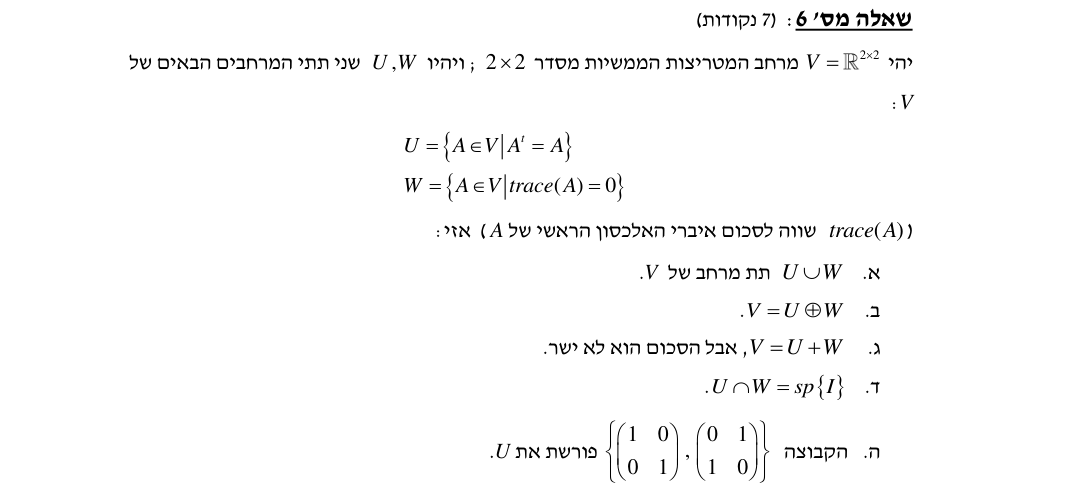 שאלה מס' 6: (7 נקודות)
יהי V = ℝ^{2×2} מרחב המטריצות הממשיות מסדר 2×2 ; ויהיו U,W שני תתי המרחבים הבאים של
V:
U = {A ∈ V | A^t = A}
W = {A ∈ V | trace(A) = 0}
(trace(A) שווה לסכום איברי האלכסון הראשי של A) אזי:
א. U ∪ W תת מרחב של V.
ב. V = U ⊕ W.
ג. V = U + W, אבל הסכום הוא לא ישר.
ד. U ∩ W = sp{I}.
ה. הקבוצה {(1 0; 0 1), (0 1; 1 0)} פורשת את U.